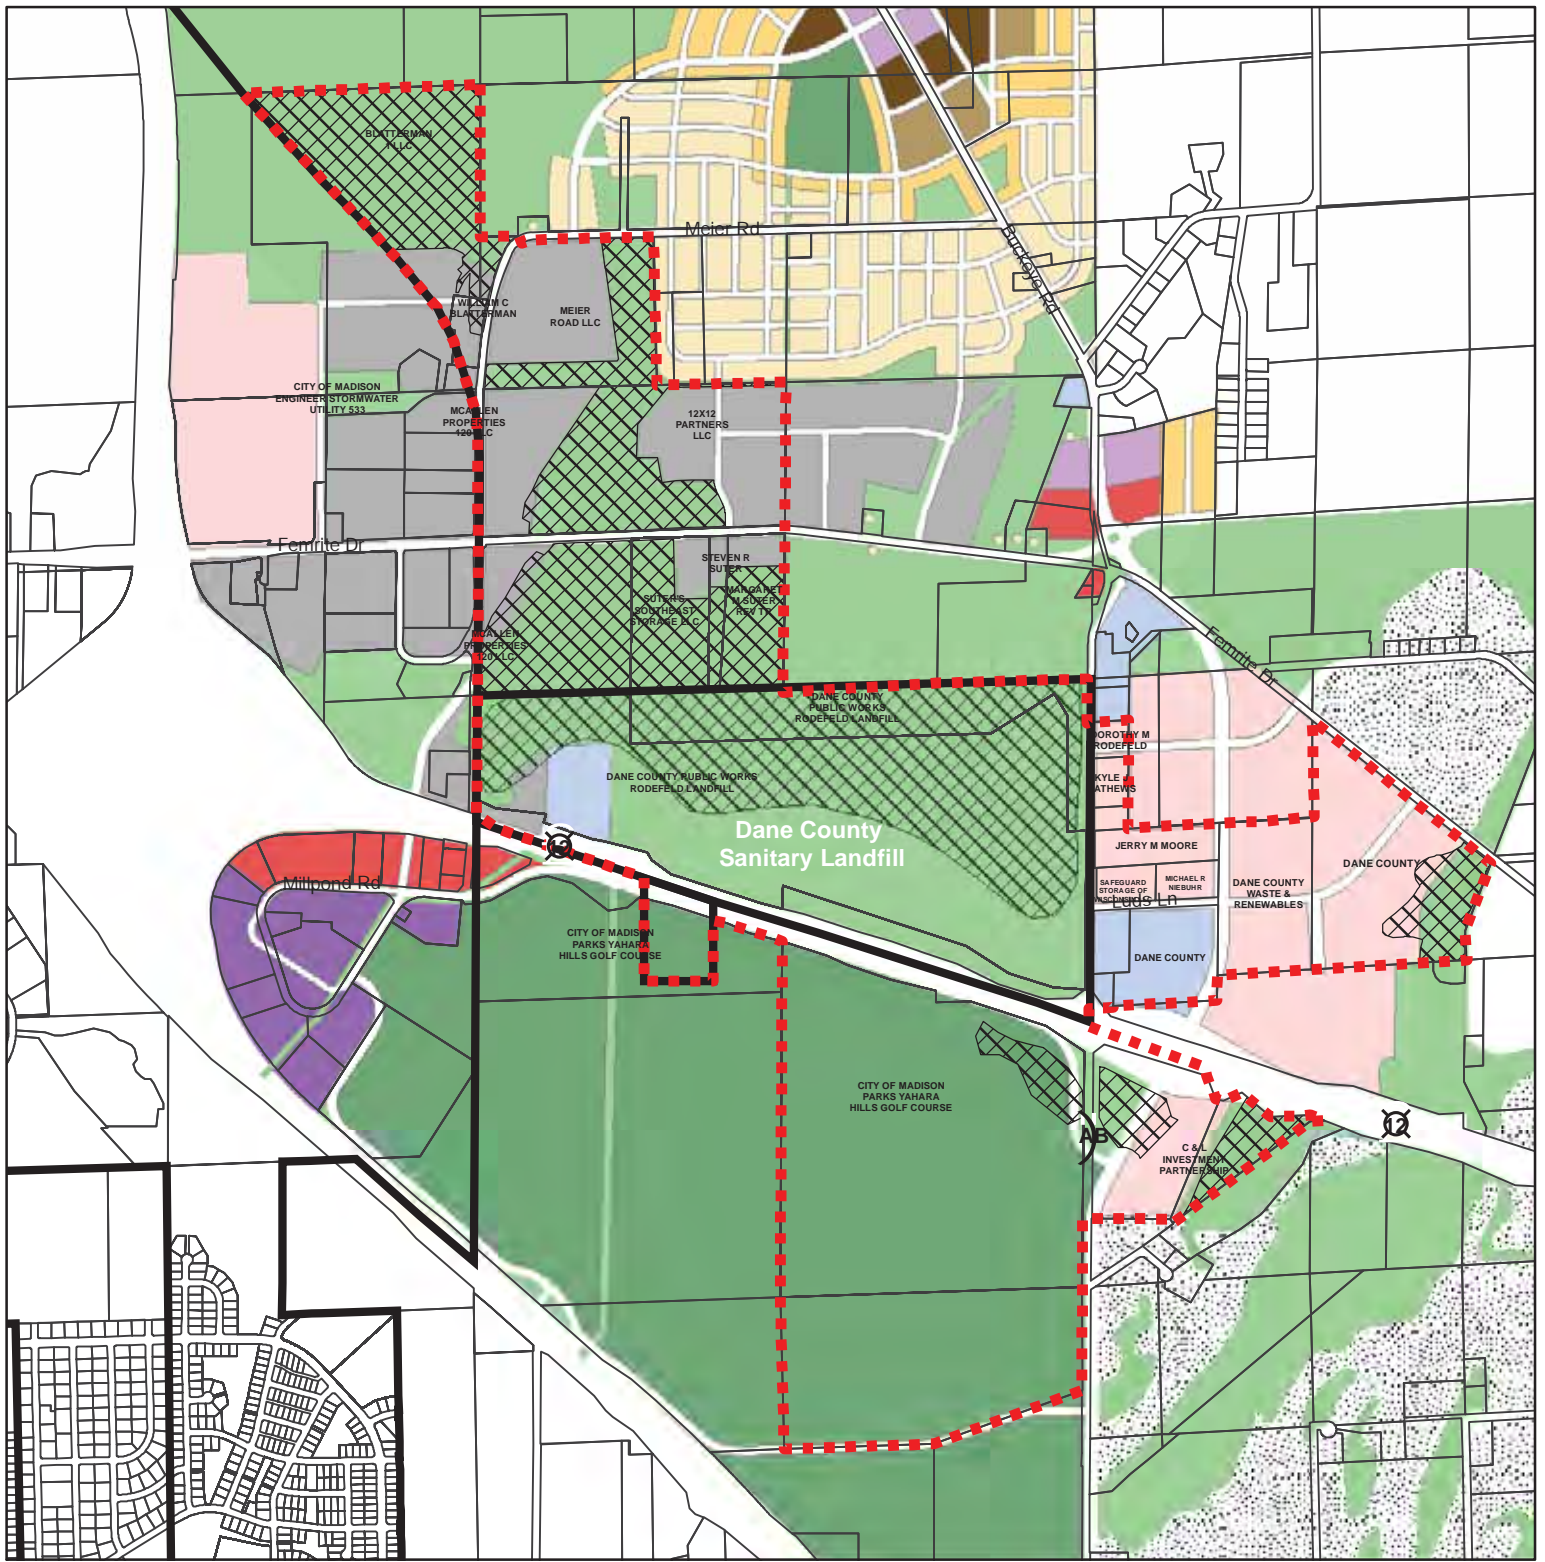 BLATTERMAN
I LLC
Meier Rd
Buckeye Rd
WILLIAM C
BLATTERMAN
MEIER
ROAD LLC
CITY OF MADISON
ENGINEER STORMWATER
UTILITY 533
MCALLEN
PROPERTIES
120 LLC
12X12
PARTNERS
LLC
Femrite Dr
STEVEN R
SUTER
SUTER'S
SOUTHEAST
STORAGE LLC
MARGARET
M SUTER
REV TR
MCALLEN
PROPERTIES
120 LLC
Femrite Dr
DANE COUNTY
PUBLIC WORKS
RODEFELD LANDFILL
DOROTHY M
RODEFELD
DANE COUNTY PUBLIC WORKS
RODEFELD LANDFILL
KYLE J
MATHEWS
Dane County
Sanitary Landfill
12
JERRY M MOORE
DANE COUNTY
Millpond Rd
SAFEGUARD
STORAGE OF
WISCONSIN
MICHAEL R
NIEBUHR
Luds Ln
DANE COUNTY
WASTE &
RENEWABLES
CITY OF MADISON
PARKS YAHARA
HILLS GOLF COURSE
DANE COUNTY
CITY OF MADISON
PARKS YAHARA
HILLS GOLF COURSE
12
AB
C & L
INVESTMENT
PARTNERSHIP